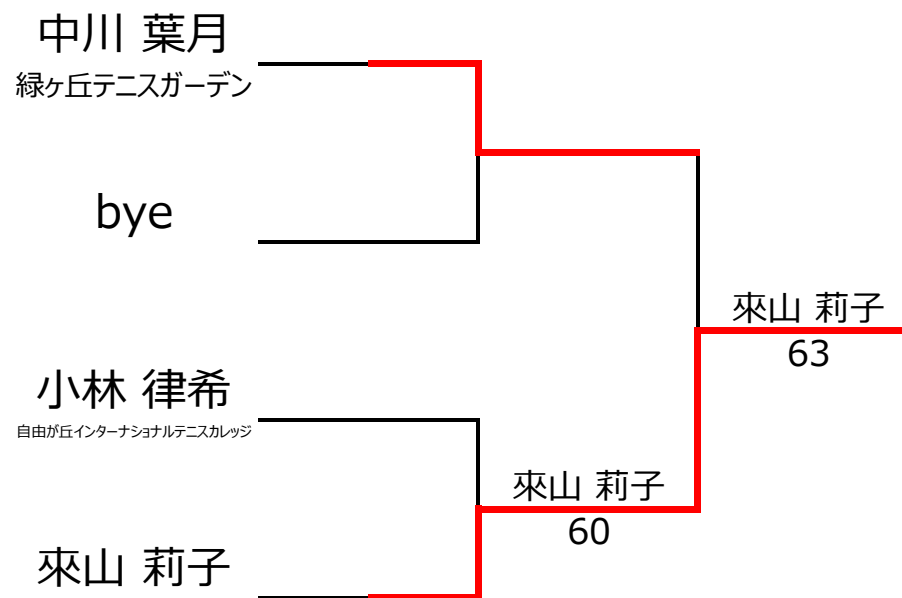 中川 葉月
緑ヶ丘テニスガーデン
bye
來山 莉子
63
小林 律希
自由が丘インターナショナルテニスカレッジ
來山 莉子
60
來山 莉子